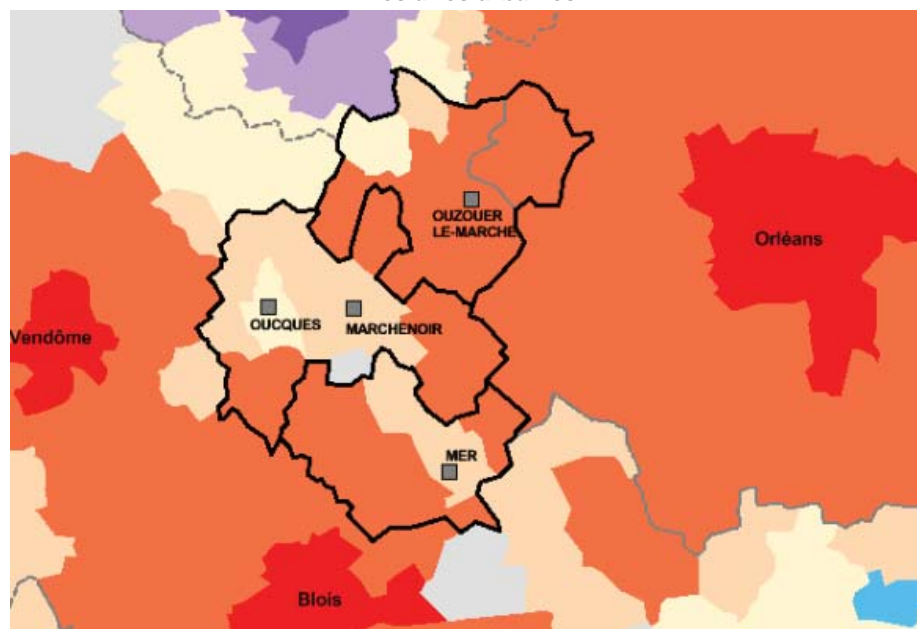 OUZOUER
LE-MARCHE
Orléans
OUCQUES
MARCHENOIR
Vendôme
MER
Blois